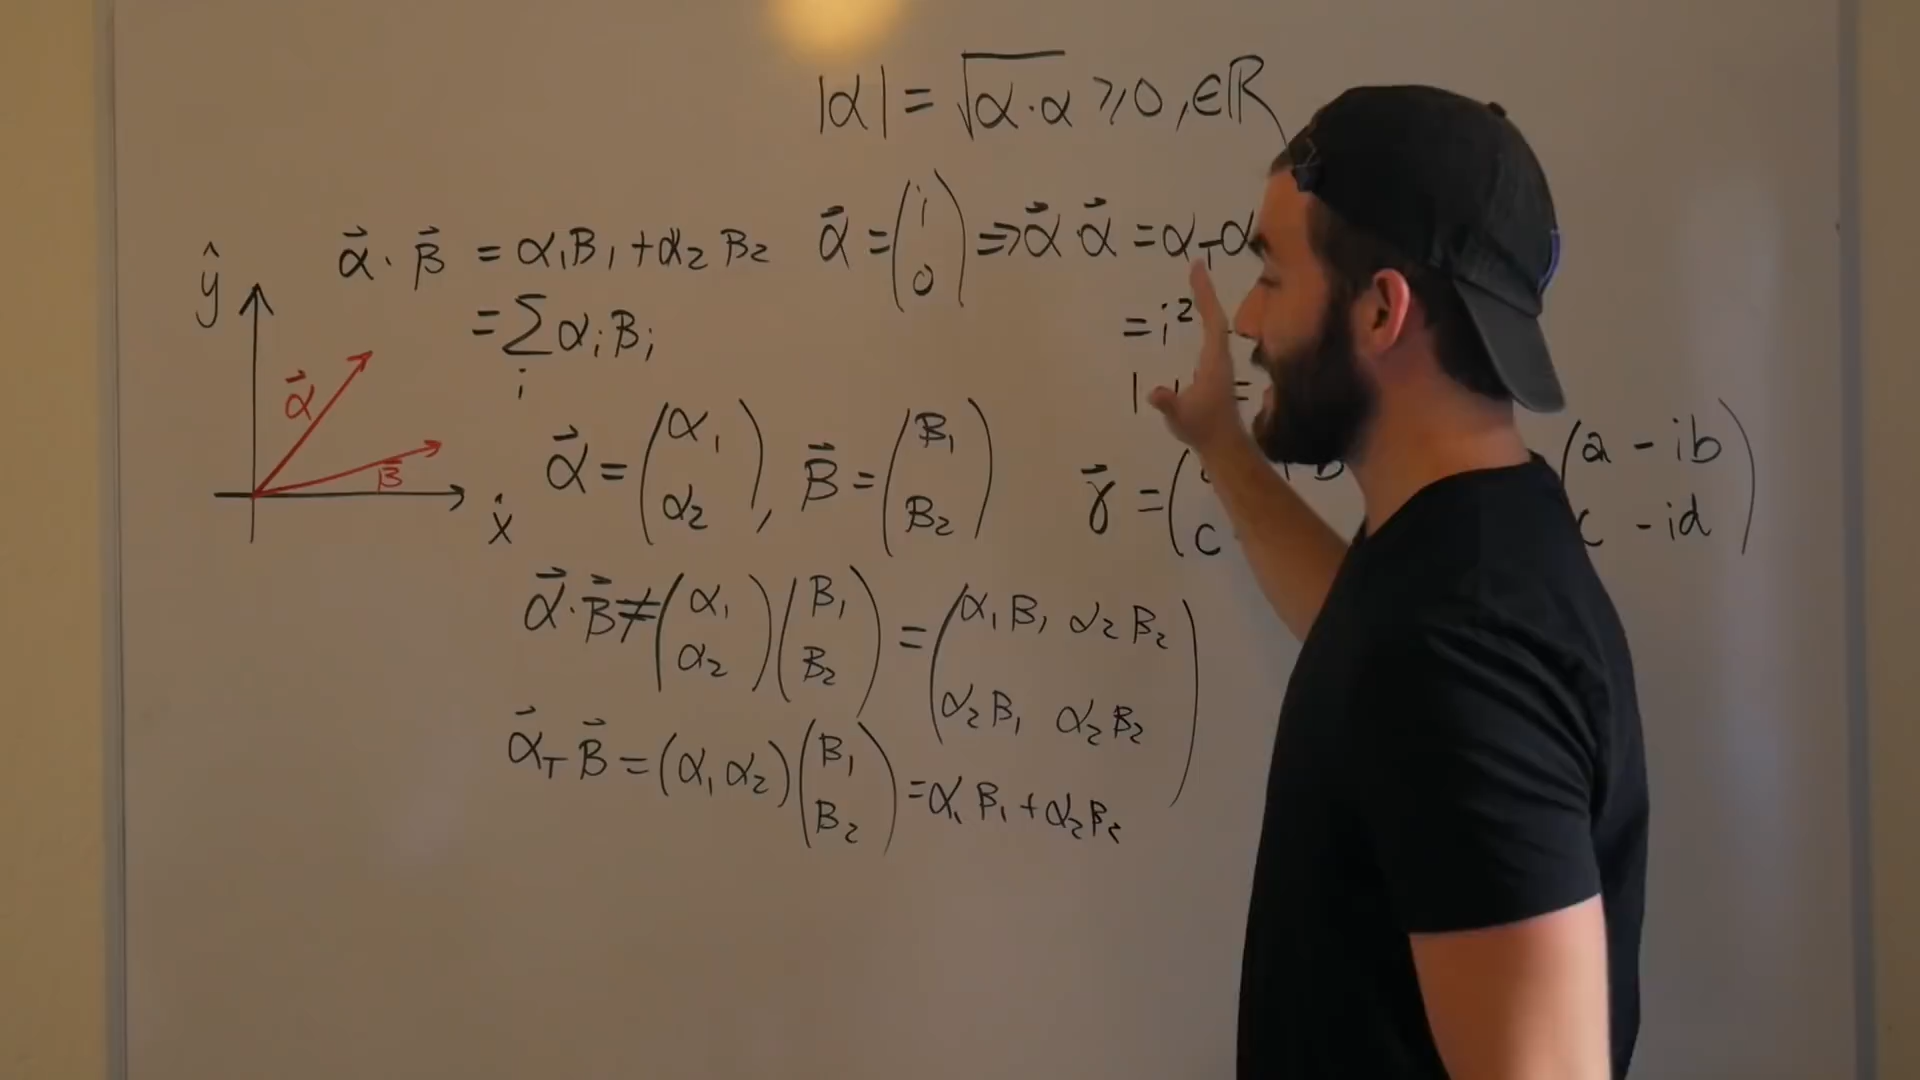 |α| = √α·α ⩾0, ∈ℝ
ŷ
x̂
α⃗
β⃗
α⃗ · β⃗ = α₁β₁ + α₂β₂
= Σᵢ αᵢβᵢ
α⃗ = (i 0) ⇒ α⃗ α⃗ = α_T α
= i²
α⃗ = (α₁ α₂), β⃗ = (β₁ β₂)
γ⃗ = ( c
(a - ib
c - id)
α⃗ · β⃗ ≠ (α₁ α₂)(β₁ β₂) = (α₁β₁ α₂β₂
α₂β₁ α₂β₂)
α⃗_T β⃗ = (α₁ α₂)(β₁ β₂) = α₁β₁ + α₂β₂